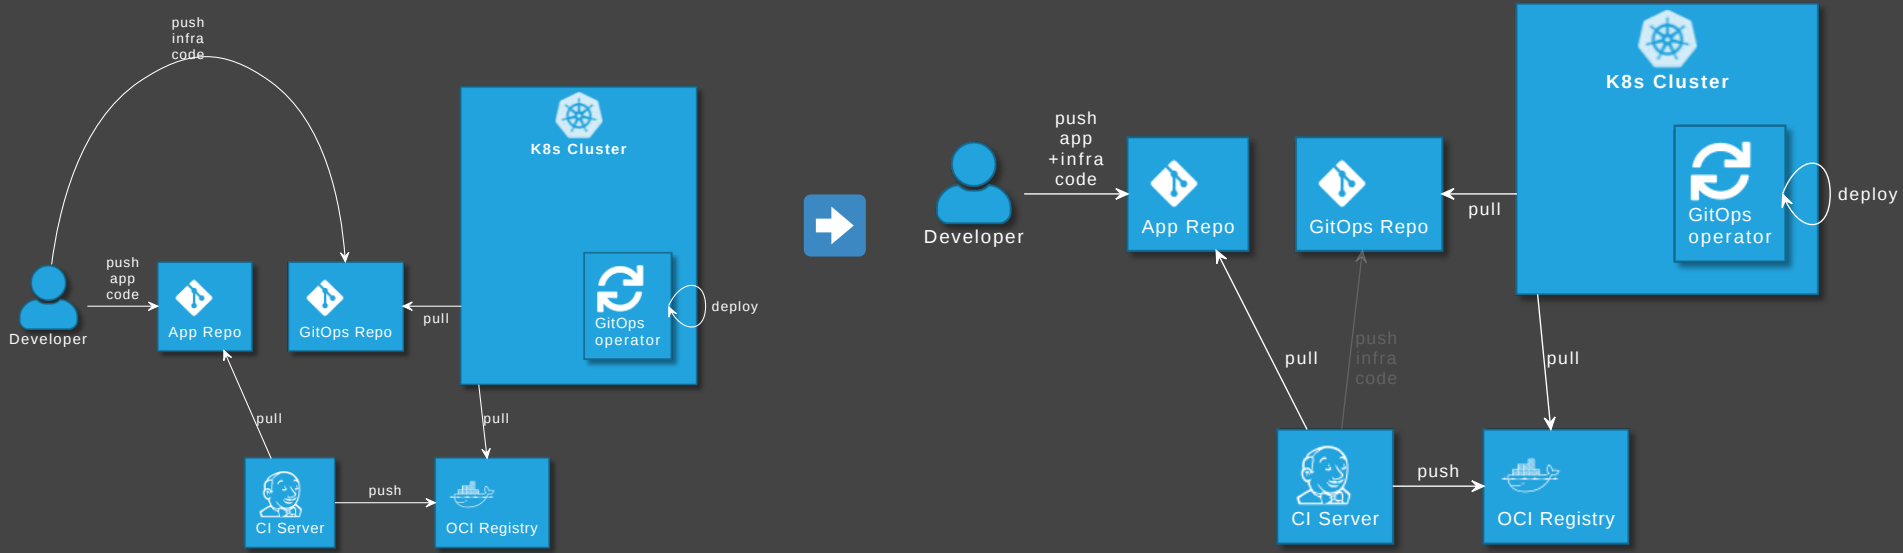 push
infra
code
K8s Cluster
push
app
code
Developer
App Repo
GitOps Repo
pull
GitOps
operator
deploy
pull
pull
push
CI Server
OCI Registry
K8s Cluster
push
app
+infra
code
Developer
App Repo
GitOps Repo
pull
GitOps
operator
deploy
pull
push
infra
code
pull
push
CI Server
OCI Registry